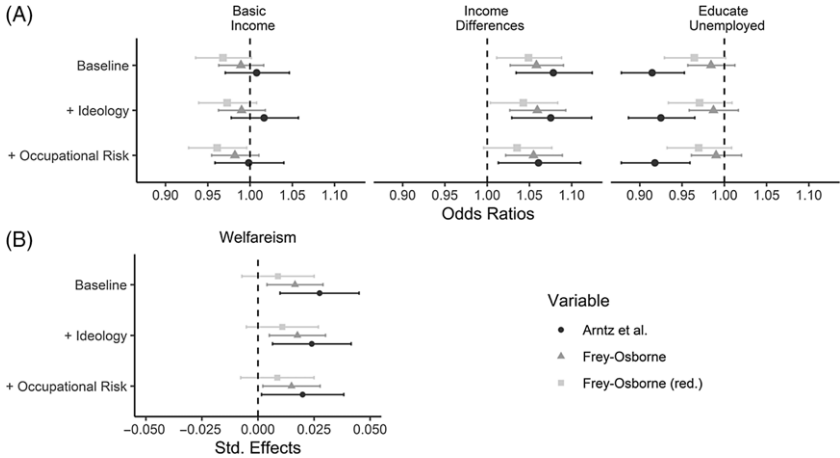 (A)
Basic
Income
Income
Differences
Educate
Unemployed
Baseline
+ Ideology
+ Occupational Risk
0.90 0.95 1.00 1.05 1.10 0.90 0.95 1.00 1.05 1.10 0.90 0.95 1.00 1.05 1.10
Odds Ratios
(B)
Welfareism
Baseline
+ Ideology
+ Occupational Risk
−0.050 −0.025 0.000 0.025 0.050
Std. Effects
Variable
Arntz et al.
Frey-Osborne
Frey-Osborne (red.)